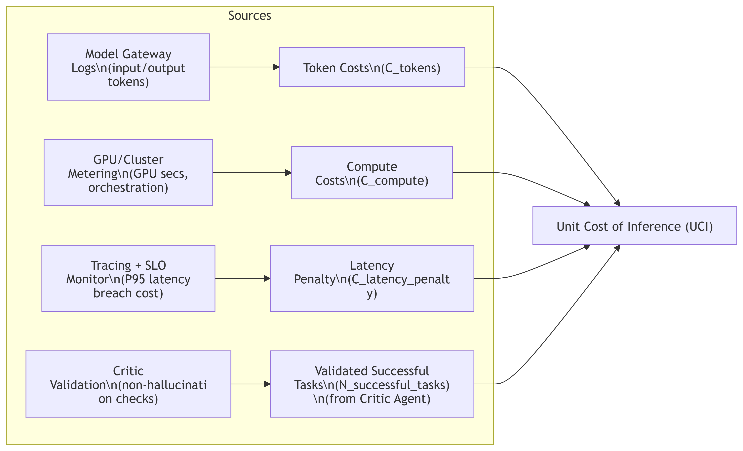 Sources
Model Gateway
Logs\n(input/output
tokens)
Token Costs\n(C_tokens)
GPU/Cluster
Metering\n(GPU secs,
orchestration)
Compute
Costs\n(C_compute)
Unit Cost of Inference (UCI)
Tracing + SLO
Monitor\n(P95 latency
breach cost)
Latency
Penalty\n(C_latency_penalt
y)
Critic
Validation\n(non-hallucinati
on checks)
Validated Successful
Tasks\n(N_successful_tasks)
\n(from Critic Agent)